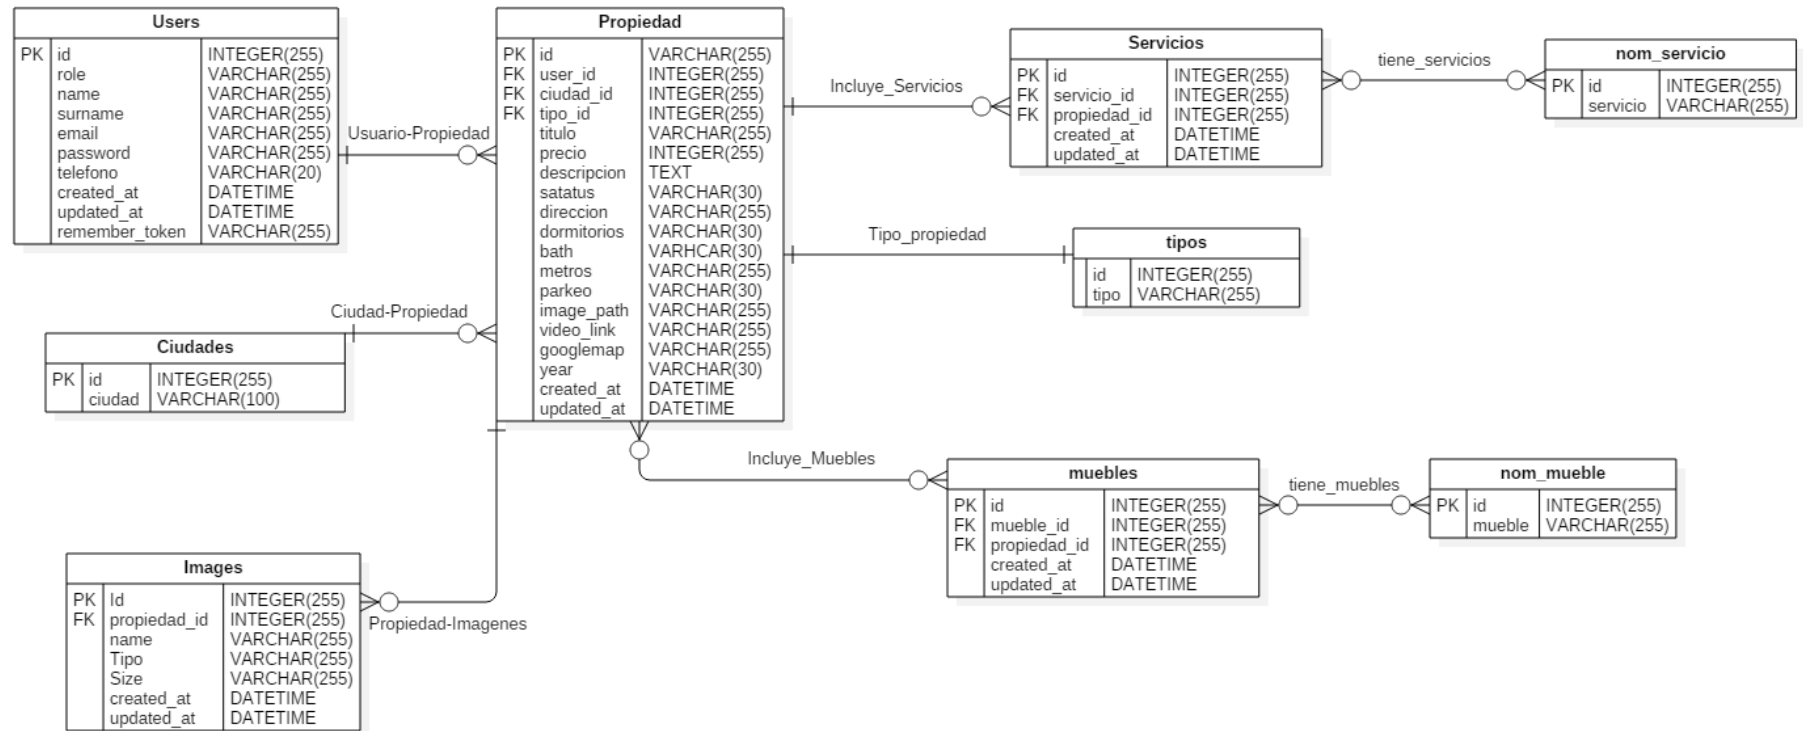 Users
PK id INTEGER(255)
role VARCHAR(255)
name VARCHAR(255)
surname VARCHAR(255)
email VARCHAR(255)
password VARCHAR(255)
telefono VARCHAR(20)
created_at DATETIME
updated_at DATETIME
remember_token VARCHAR(255)
Usuario-Propiedad
Propiedad
PK id VARCHAR(255)
FK user_id INTEGER(255)
FK ciudad_id INTEGER(255)
FK tipo_id INTEGER(255)
titulo VARCHAR(255)
precio INTEGER(255)
descripcion TEXT
satatus VARCHAR(30)
direccion VARCHAR(255)
dormitorios VARCHAR(30)
bath VARHCAR(30)
metros VARCHAR(255)
parkeo VARCHAR(30)
image_path VARCHAR(255)
video_link VARCHAR(255)
googlemap VARCHAR(255)
year VARCHAR(30)
created_at DATETIME
updated_at DATETIME
Incluye_Servicios
Servicios
PK id INTEGER(255)
FK servicio_id INTEGER(255)
FK propiedad_id INTEGER(255)
created_at DATETIME
updated_at DATETIME
tiene_servicios
nom_servicio
PK id INTEGER(255)
servicio VARCHAR(255)
Tipo_propiedad
tipos
id INTEGER(255)
tipo VARCHAR(255)
Ciudad-Propiedad
Ciudades
PK id INTEGER(255)
ciudad VARCHAR(100)
Incluye_Muebles
muebles
PK id INTEGER(255)
FK mueble_id INTEGER(255)
FK propiedad_id INTEGER(255)
created_at DATETIME
updated_at DATETIME
tiene_muebles
nom_mueble
PK id INTEGER(255)
mueble VARCHAR(255)
Images
PK Id INTEGER(255)
FK propiedad_id INTEGER(255)
name VARCHAR(255)
Tipo VARCHAR(255)
Size VARCHAR(255)
created_at DATETIME
updated_at DATETIME
Propiedad-Imagenes